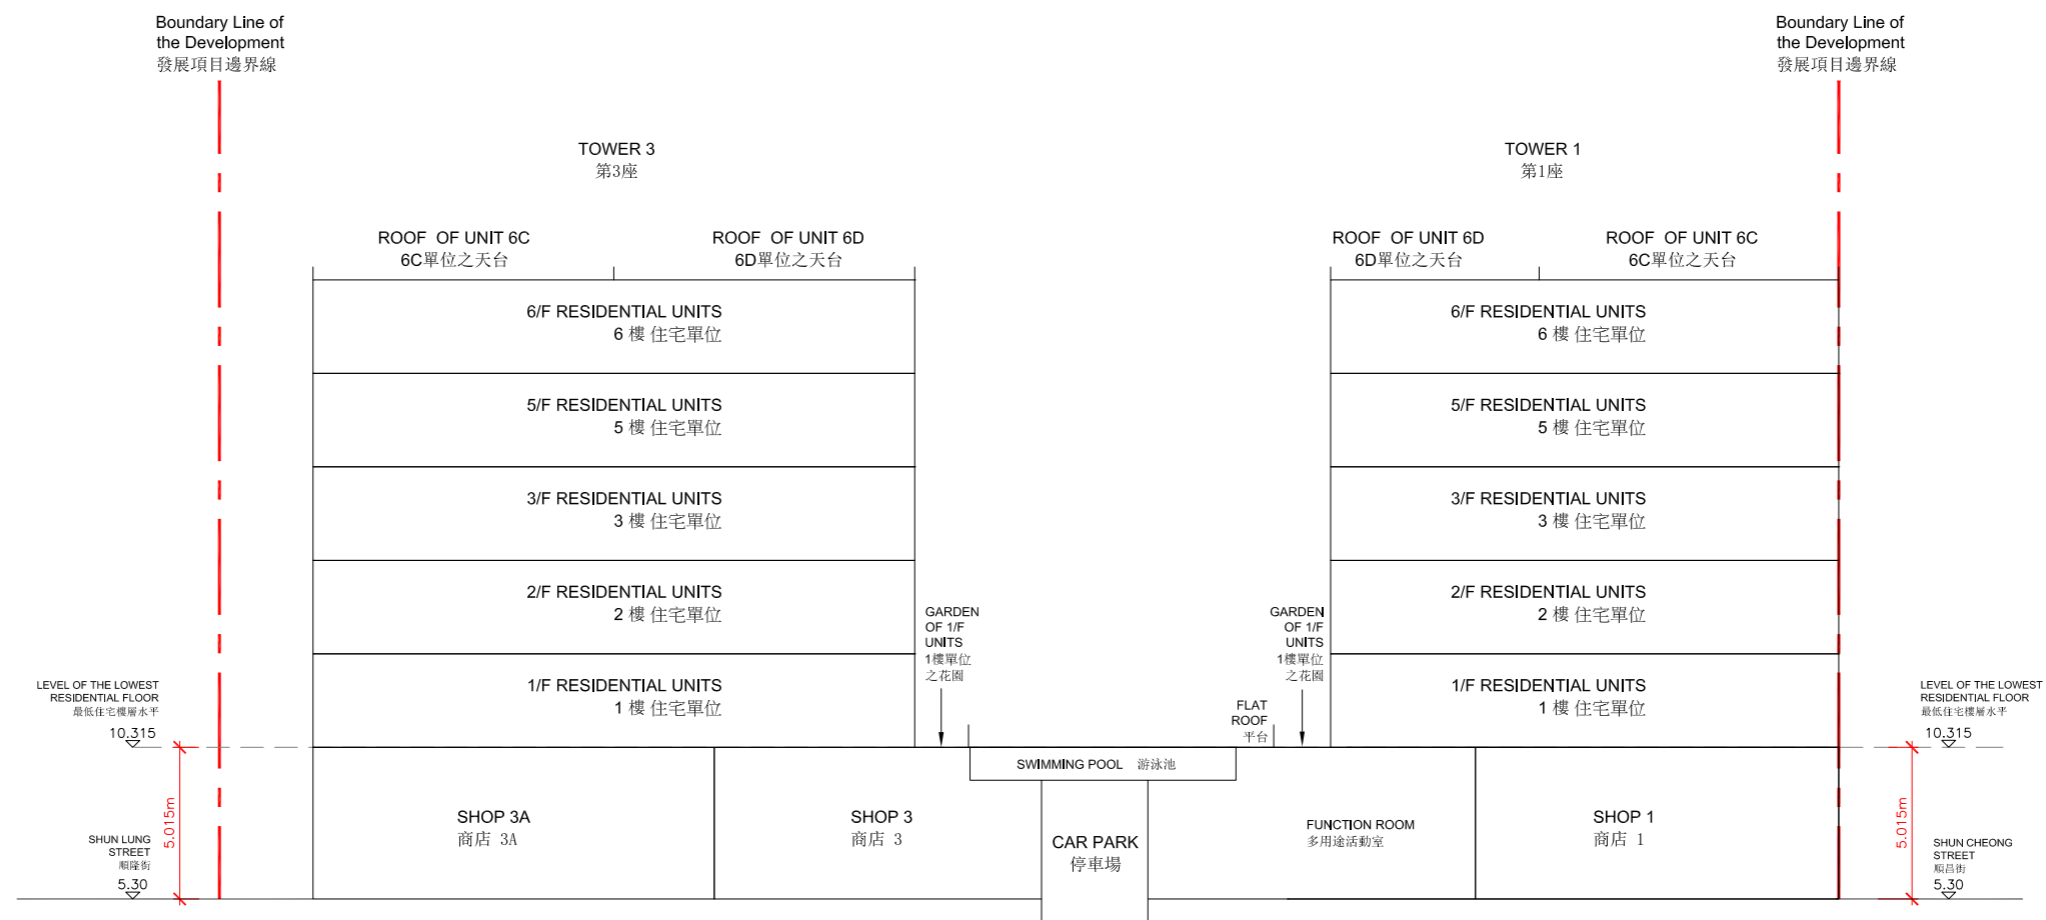 Boundary Line of
the Development
發展項目邊界線
Boundary Line of
the Development
發展項目邊界線
TOWER 3
第3座
TOWER 1
第1座
ROOF OF UNIT 6C
6C單位之天台
ROOF OF UNIT 6D
6D單位之天台
ROOF OF UNIT 6D
6D單位之天台
ROOF OF UNIT 6C
6C單位之天台
6/F RESIDENTIAL UNITS
6 樓 住宅單位
6/F RESIDENTIAL UNITS
6 樓 住宅單位
5/F RESIDENTIAL UNITS
5 樓 住宅單位
5/F RESIDENTIAL UNITS
5 樓 住宅單位
3/F RESIDENTIAL UNITS
3 樓 住宅單位
3/F RESIDENTIAL UNITS
3 樓 住宅單位
2/F RESIDENTIAL UNITS
2 樓 住宅單位
2/F RESIDENTIAL UNITS
2 樓 住宅單位
GARDEN
OF 1/F
UNITS
1樓單位
之花園
GARDEN
OF 1/F
UNITS
1樓單位
之花園
1/F RESIDENTIAL UNITS
1 樓 住宅單位
1/F RESIDENTIAL UNITS
1 樓 住宅單位
FLAT
ROOF
平台
LEVEL OF THE LOWEST
RESIDENTIAL FLOOR
最低住宅樓層水平
10.315
LEVEL OF THE LOWEST
RESIDENTIAL FLOOR
最低住宅樓層水平
10.315
SWIMMING POOL 游泳池
5.015m
SHOP 3A
商店 3A
SHOP 3
商店 3
CAR PARK
停車場
FUNCTION ROOM
多用途活動室
SHOP 1
商店 1
5.015m
SHUN LUNG
STREET
順隆街
5.30
SHUN CHEONG
STREET
順昌街
5.30